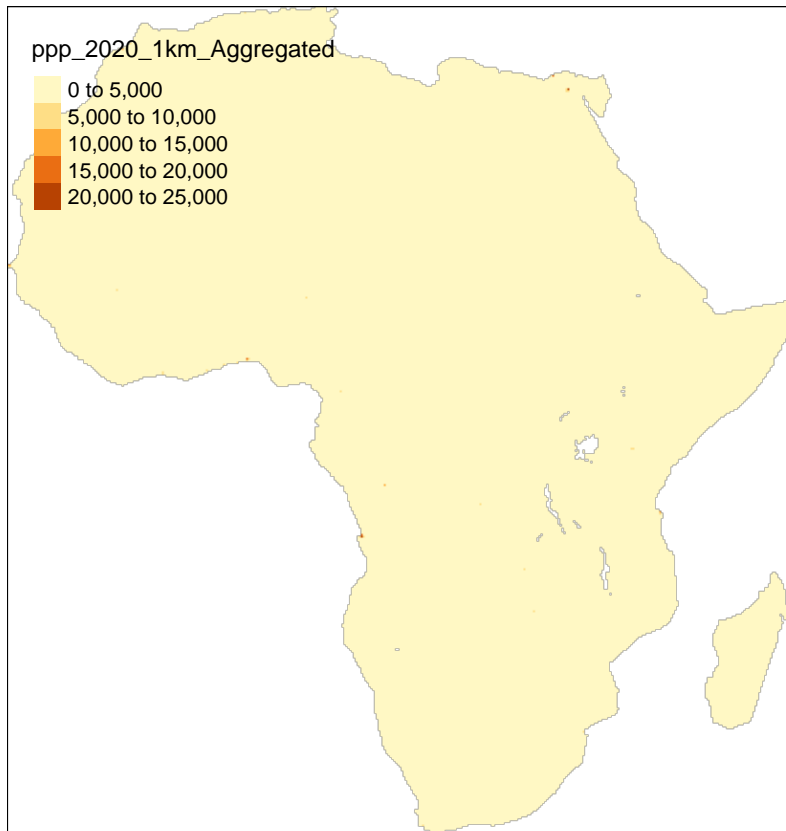 ppp_2020_1km_Aggregated
0 to 5,000
5,000 to 10,000
10,000 to 15,000
15,000 to 20,000
20,000 to 25,000